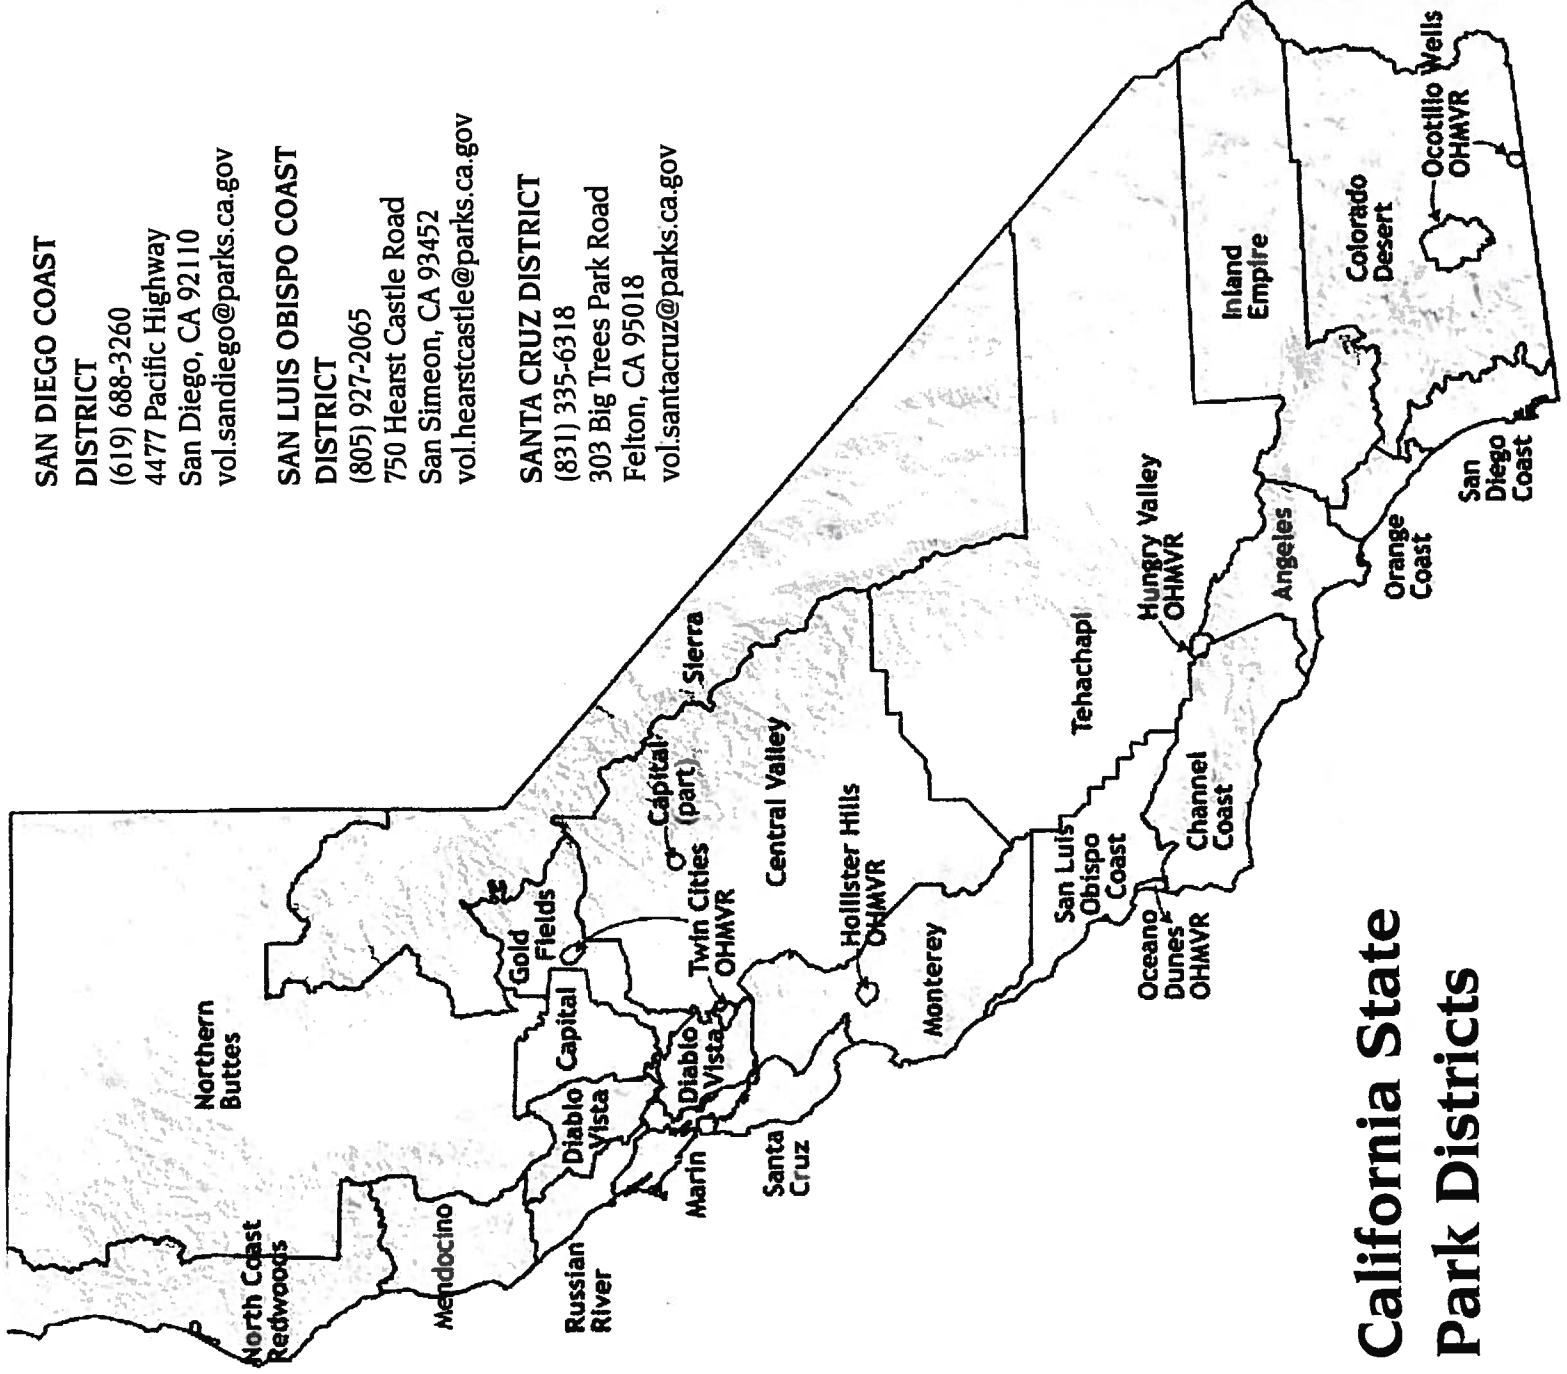 SAN DIEGO COAST
DISTRICT
(619) 688-3260
4477 Pacific Highway
San Diego, CA 92110
vol.sandiego@parks.ca.gov
SAN LUIS OBISPO COAST
DISTRICT
(805) 927-2065
750 Hearst Castle Road
San Simeon, CA 93452
vol.hearstcastle@parks.ca.gov
SANTA CRUZ DISTRICT
(831) 335-6318
303 Big Trees Park Road
Felton, CA 95018
vol.santacruz@parks.ca.gov
North Coast
Redwoods
Northern
Buttes
Mendocino
Russian
River
Gold
Fields
Capital
Diablo
Vista
Diablo
Vista
Marin
Santa
Cruz
Twin Cities
OHMVR
Capital
(part)
Sierra
Central Valley
Hollister Hills
OHMVR
Monterey
San Luis
Obispo
Coast
Oceano
Dunes
OHMVR
Tehachapi
Channel
Coast
Hungry Valley
OHMVR
Angeles
Orange
Coast
San
Diego
Coast
Inland
Empire
Colorado
Desert
Ocotillo Wells
OHMVR
California State
Park Districts